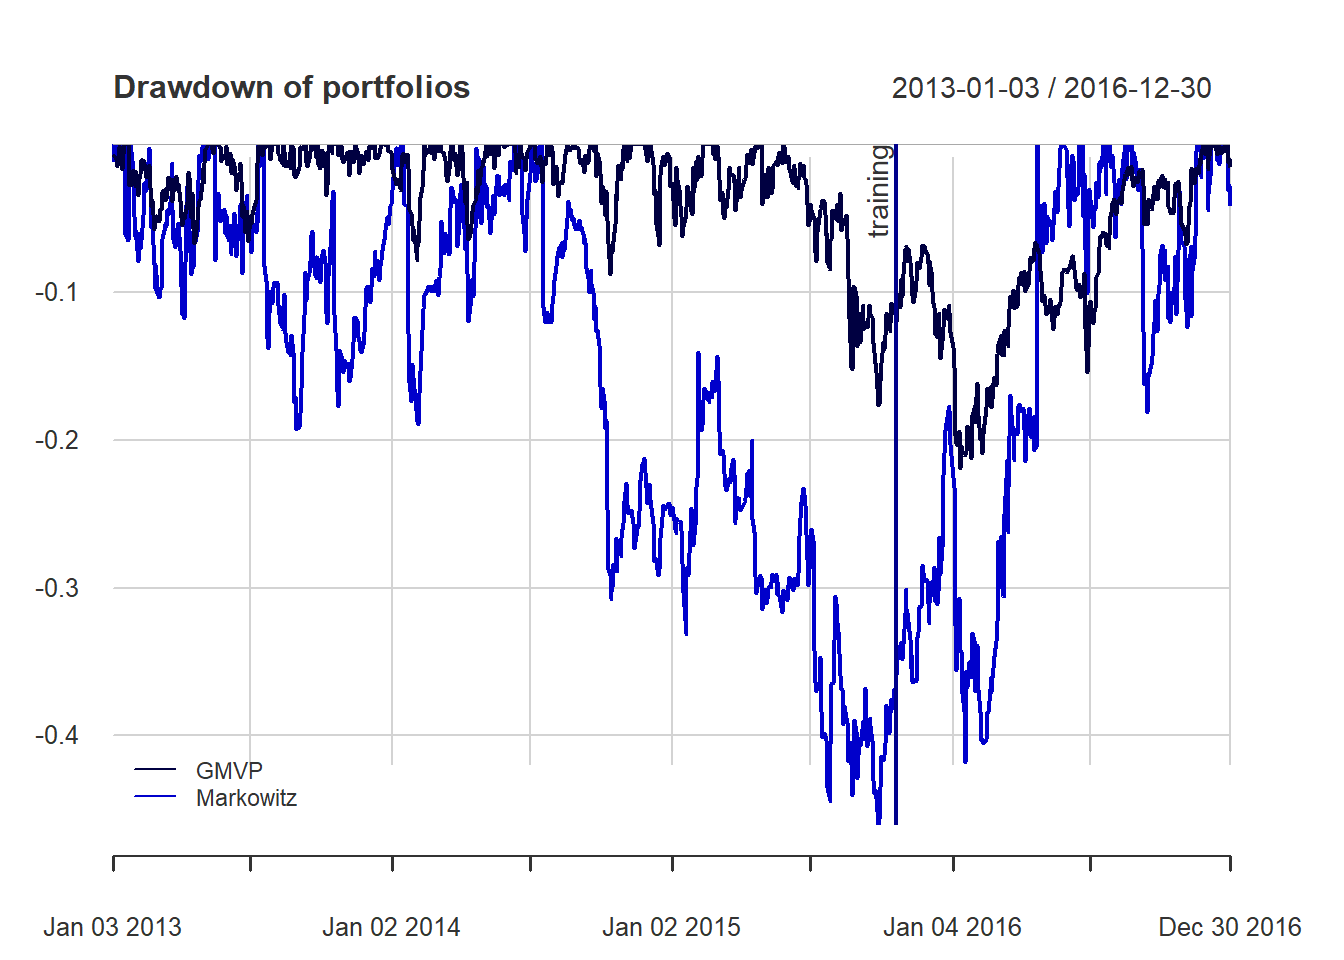 Drawdown of portfolios
2013-01-03 / 2016-12-30
training
-0.1
-0.2
-0.3
-0.4
GMVP
Markowitz
Jan 03 2013
Jan 02 2014
Jan 02 2015
Jan 04 2016
Dec 30 2016